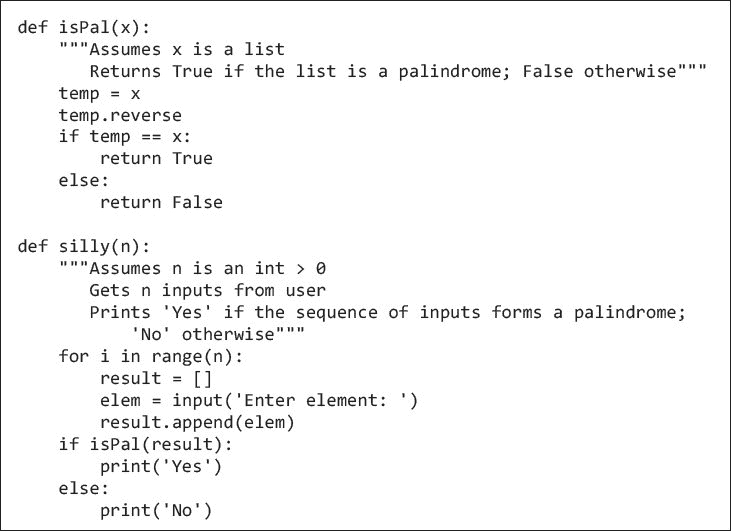 def isPal(x):
    """Assumes x is a list
       Returns True if the list is a palindrome; False otherwise"""
    temp = x
    temp.reverse
    if temp == x:
        return True
    else:
        return False

def silly(n):
    """Assumes n is an int > 0
       Gets n inputs from user
       Prints 'Yes' if the sequence of inputs forms a palindrome;
           'No' otherwise"""
    for i in range(n):
        result = []
        elem = input('Enter element: ')
        result.append(elem)
    if isPal(result):
        print('Yes')
    else:
        print('No')